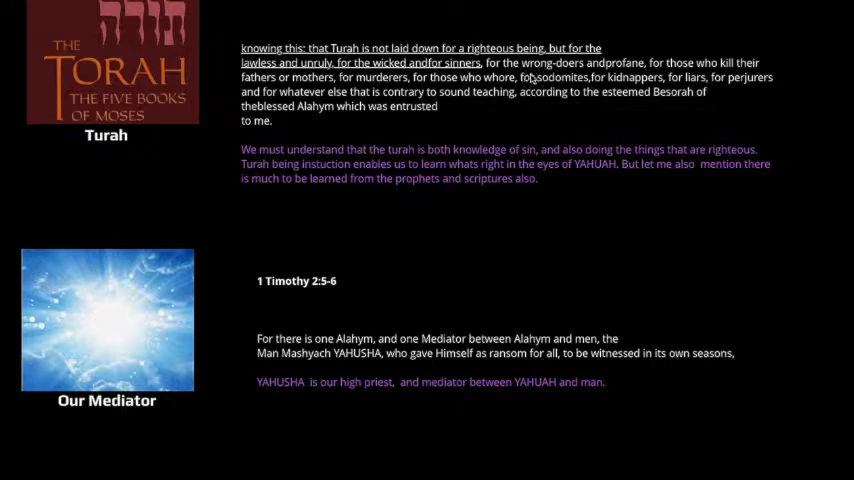 תורה
THE
TORAH
THE FIVE BOOKS
OF MOSES
Turah
knowing this: that Turah is not laid down for a righteous being, but for the
lawless and unruly, for the wicked andfor sinners, for the wrong-doers andprofane, for those who kill their
fathers or mothers, for murderers, for those who whore, for sodomites,for kidnappers, for liars, for perjurers
and for whatever else that is contrary to sound teaching, according to the esteemed Besorah of
theblessed Alahym which was entrusted
to me.
We must understand that the turah is both knowledge of sin, and also doing the things that are righteous.
Turah being instuction enables us to learn whats right in the eyes of YAHUAH. But let me also mention there
is much to be learned from the prophets and scriptures also.
1 Timothy 2:5-6
For there is one Alahym, and one Mediator between Alahym and men, the
Man Mashyach YAHUSHA, who gave Himself as ransom for all, to be witnessed in its own seasons,
YAHUSHA is our high priest, and mediator between YAHUAH and man.
Our Mediator